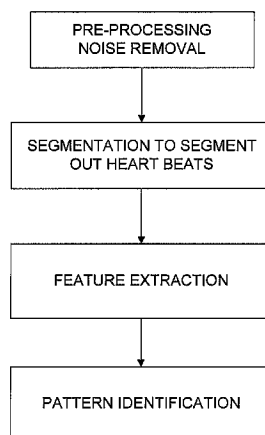 PRE-PROCESSING
NOISE REMOVAL
SEGMENTATION TO SEGMENT
OUT HEART BEATS
FEATURE EXTRACTION
PATTERN IDENTIFICATION